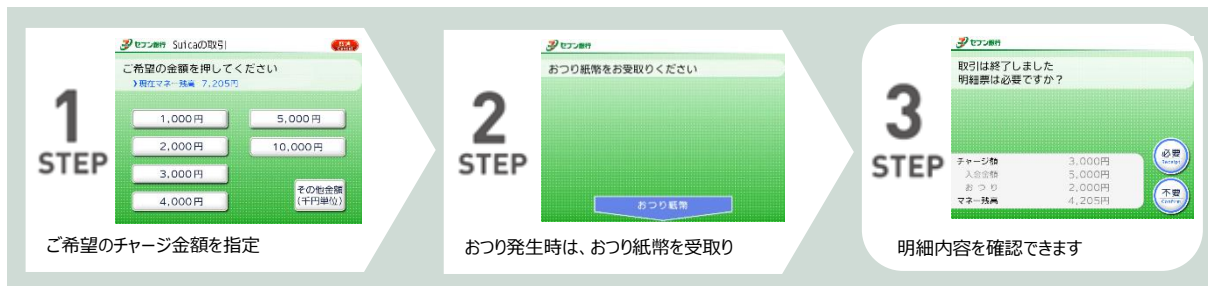 1
STEP
セブン銀行 Suicaの取引
ご希望の金額を押してください
》現在マネー残高 7,205円
1,000円
5,000円
2,000円
10,000円
3,000円
4,000円
その他金額
(千円単位)
ご希望のチャージ金額を指定
2
STEP
セブン銀行
おつり紙幣をお受取りください
おつり紙幣
おつり発生時は、おつり紙幣を受取り
3
STEP
セブン銀行
取引は終了しました
明細票は必要ですか？
チャージ額 3,000円
入金金額 5,000円
おつり 2,000円
マネー残高 4,205円
必要
Receipt
不要
Confirm
明細内容を確認できます